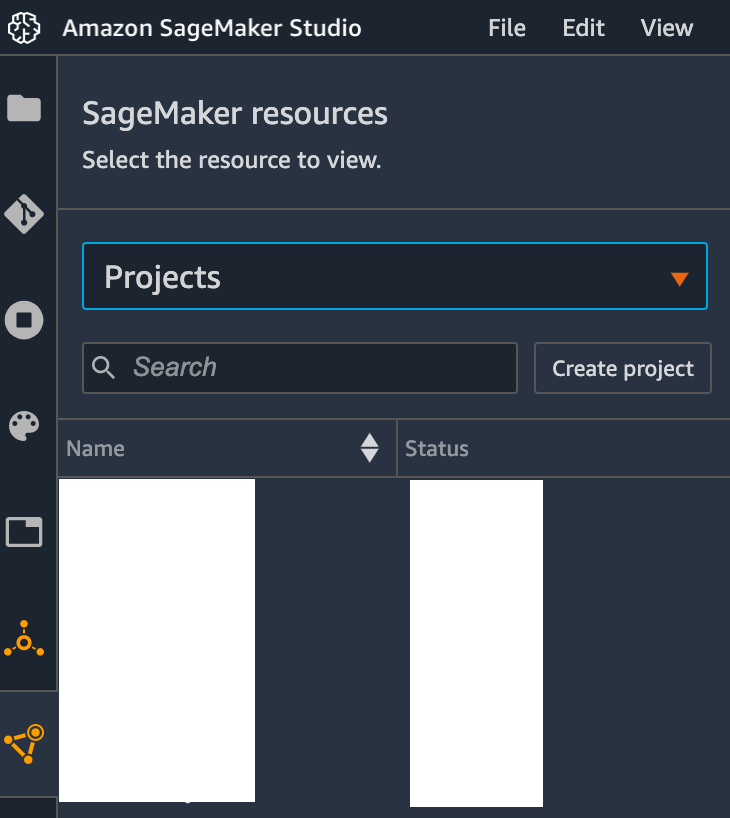 Amazon SageMaker Studio File Edit View
SageMaker resources
Select the resource to view.
Projects
Search Create project
Name Status